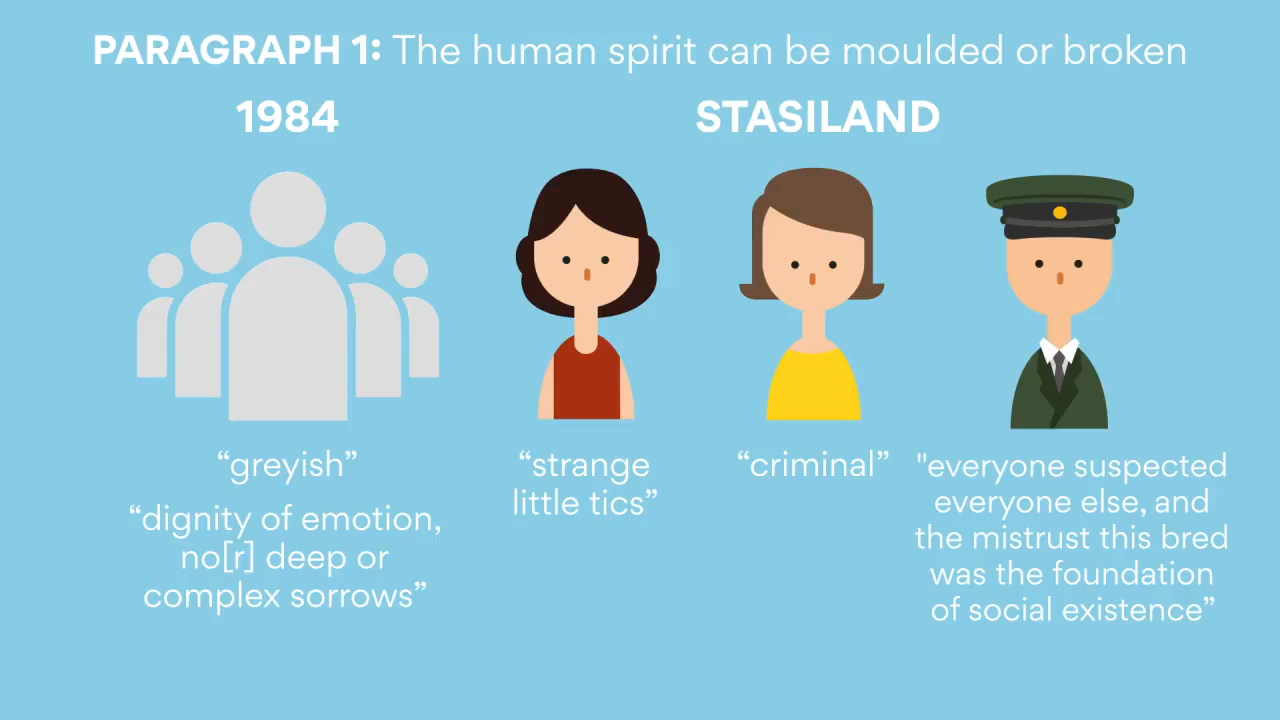 PARAGRAPH 1: The human spirit can be moulded or broken
1984
STASILAND
“greyish”
“dignity of emotion,
no[r] deep or
complex sorrows”
“strange
little tics”
“criminal”
"everyone suspected
everyone else, and
the mistrust this bred
was the foundation
of social existence”